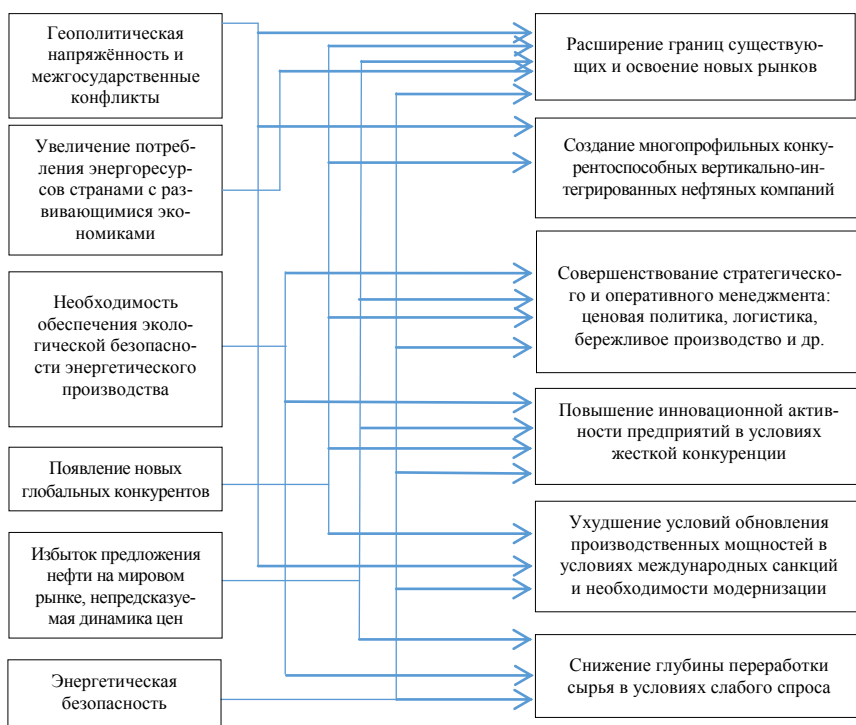 Геополитическая
напряжённость и
межгосударственные
конфликты
Увеличение потреб-
ления энергоресур-
сов странами с раз-
вивающимися эко-
номиками
Необходимость
обеспечения эколо-
гической безопасно-
сти энергетического
производства
Появление новых
глобальных конкурентов
Избыток предложения
нефти на мировом
рынке, непредсказуе-
мая динамика цен
Энергетическая
безопасность
Расширение границ существую-
щих и освоение новых рынков
Создание многопрофильных конку-
рентоспособных вертикально-ин-
тегрированных нефтяных компаний
Совершенствование стратегическо-
го и оперативного менеджмента:
ценовая политика, логистика,
бережливое производство и др.
Повышение инновационной актив-
ности предприятий в условиях
жесткой конкуренции
Ухудшение условий обновления
производственных мощностей в
условиях международных санкций
и необходимости модернизации
Снижение глубины переработки
сырья в условиях слабого спроса